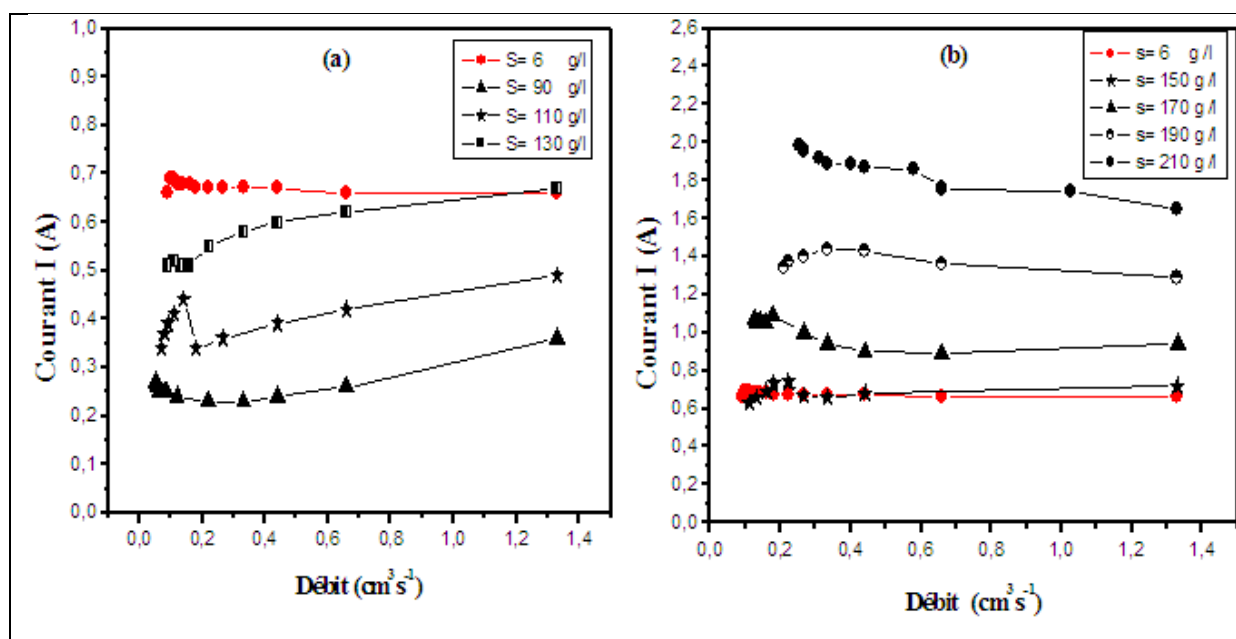 (a)
S= 6 g/l
S= 90 g/l
S= 110 g/l
S= 130 g/l
Courant I (A)
1,0
0,9
0,8
0,7
0,6
0,5
0,4
0,3
0,2
0,1
0,0
0,0 0,2 0,4 0,6 0,8 1,0 1,2 1,4
Débit (cm³s⁻¹)
(b)
s= 6 g/l
s= 150 g/l
s= 170 g/l
s= 190 g/l
s= 210 g/l
Courant I (A)
2,6
2,4
2,2
2,0
1,8
1,6
1,4
1,2
1,0
0,8
0,6
0,4
0,2
0,0
0,0 0,2 0,4 0,6 0,8 1,0 1,2 1,4
Débit (cm³s⁻¹)